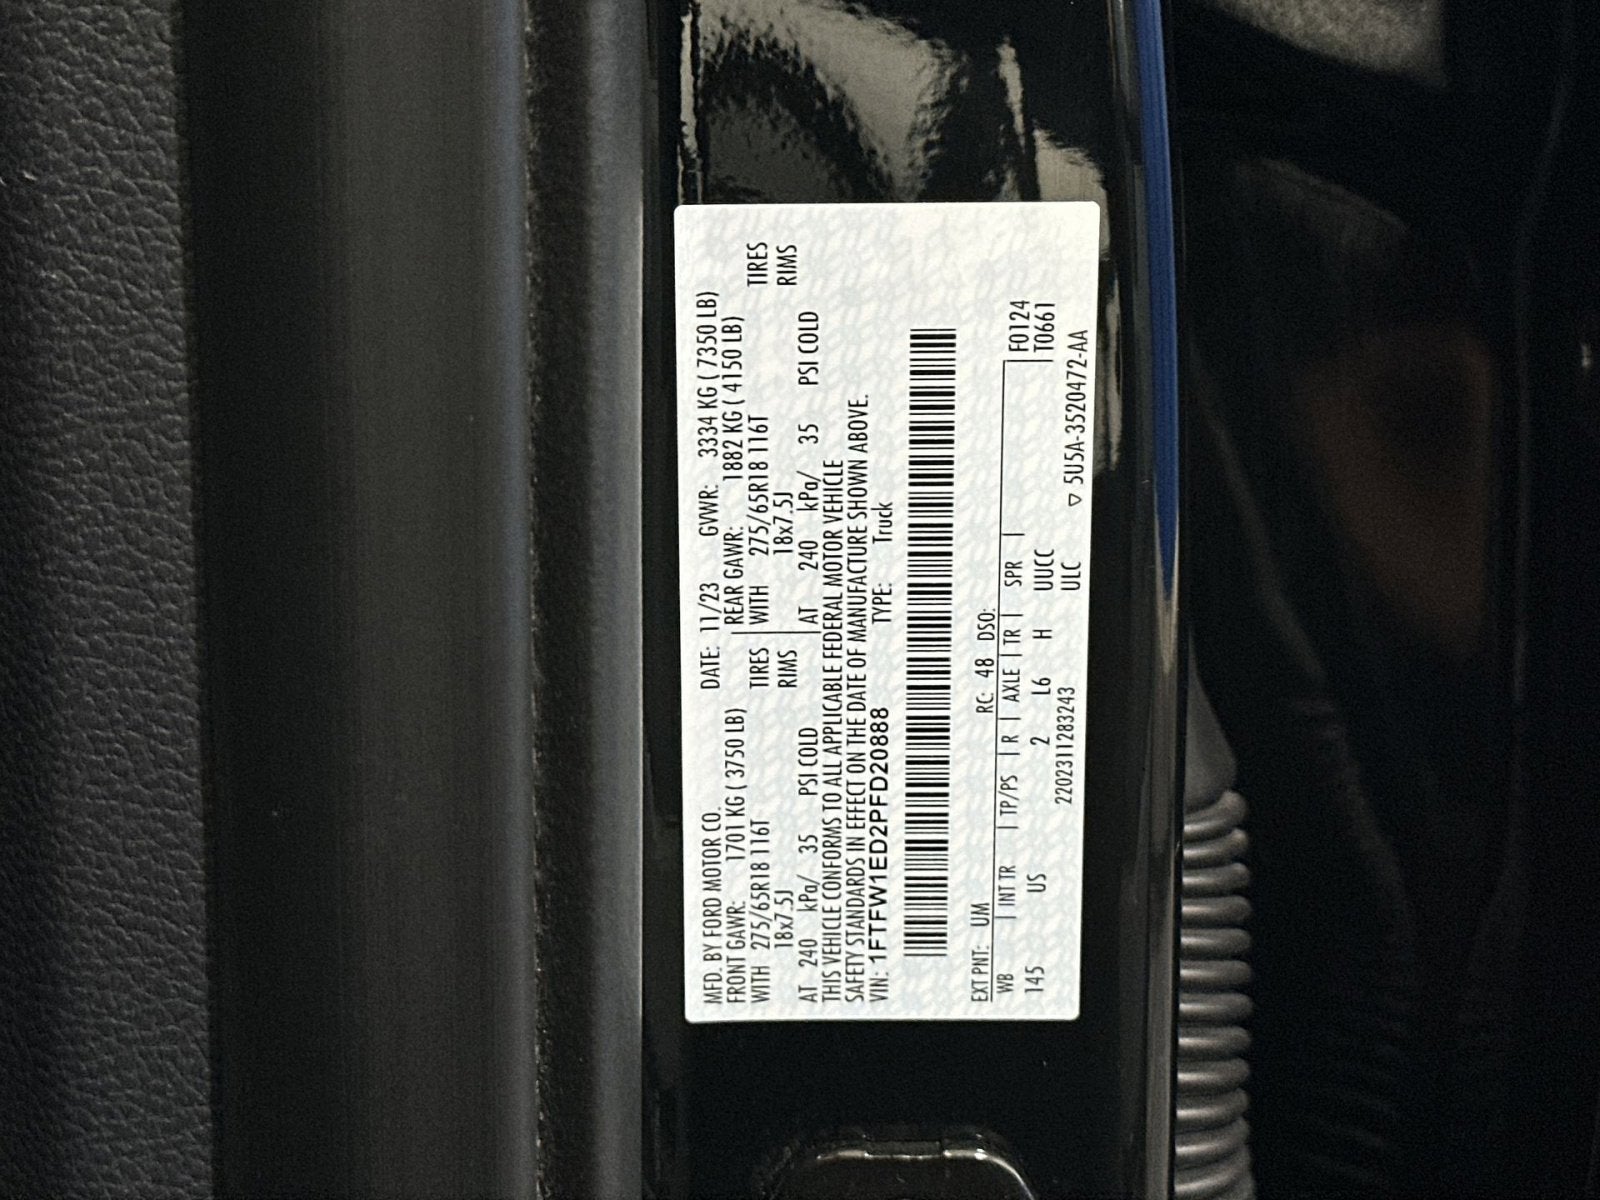 MFD. BY FORD MOTOR CO. DATE: 11/23 GVWR: 3334 KG ( 7350 LB)
FRONT GAWR: 1701 KG ( 3750 LB) REAR GAWR: 1882 KG ( 4150 LB)
WITH 275/65R18 116T TIRES WITH 275/65R18 116T TIRES
18x7.5J RIMS 18x7.5J RIMS
AT 240 kPa/ 35 PSI COLD AT 240 kPa/ 35 PSI COLD
THIS VEHICLE CONFORMS TO ALL APPLICABLE FEDERAL MOTOR VEHICLE
SAFETY STANDARDS IN EFFECT ON THE DATE OF MANUFACTURE SHOWN ABOVE.
VIN: 1FTFW1ED2PFD20888 TYPE: Truck
EXT PNT: UM RC: 48 DSO:
WB INT TR TP/PS R AXLE TR SPR F0124
145 US 2 L6 H UUCC T0661
2202311283243 ULC ▽ 5U5A-3520472-AA